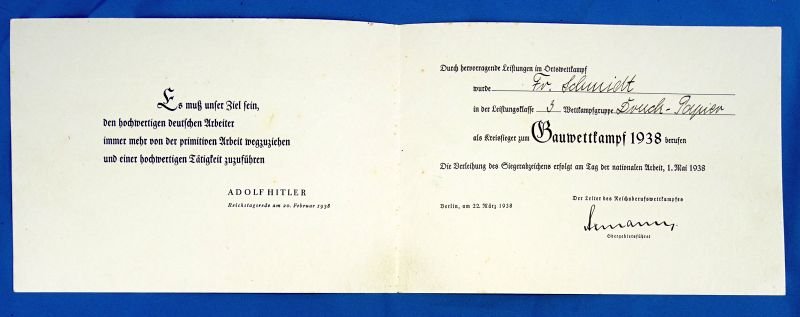 Es muß unser Ziel sein,
den hochwertigen deutschen Arbeiter
immer mehr von der primitiven Arbeit wegzuziehen
und einer hochwertigen Tätigkeit zuzuführen
ADOLF HITLER
Reichstagsrede am 20. Februar 1938
Durch hervorragende Leistungen im Ortswettkampf
wurde Fr. Schmidt
in der Leistungsklasse 3 Wettkampfgruppe Druck-Papier
als Kreissieger zum Gauwettkampf 1938 berufen
Die Verleihung des Siegerabzeichens erfolgt am Tag der nationalen Arbeit, 1. Mai 1938
Berlin, am 22. März 1938
Der Leiter des Reichsberufswettkampfes
Obergebietsführer